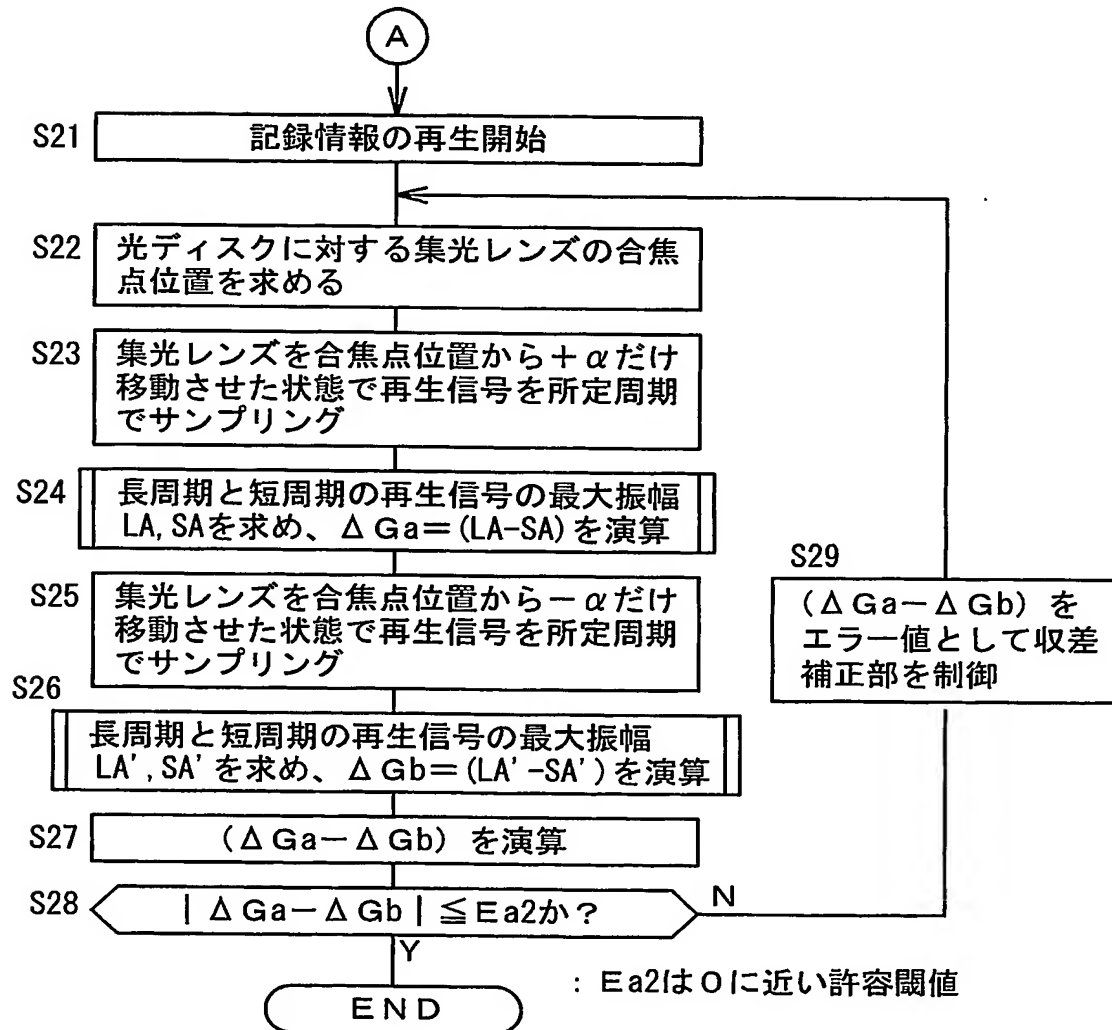 A
S21
記録情報の再生開始
S22
光ディスクに対する集光レンズの合焦
点位置を求める
S23
集光レンズを合焦点位置から+αだけ
移動させた状態で再生信号を所定周期
でサンプリング
S24
長周期と短周期の再生信号の最大振幅
LA,SAを求め、ΔGa=(LA-SA)を演算
S25
集光レンズを合焦点位置から-αだけ
移動させた状態で再生信号を所定周期
でサンプリング
S26
長周期と短周期の再生信号の最大振幅
LA',SA'を求め、ΔGb=(LA'-SA')を演算
S27
(ΔGa-ΔGb)を演算
S28
|ΔGa-ΔGb|≦Ea2か?
N
Y
S29
(ΔGa-ΔGb)を
エラー値として収差
補正部を制御
END
:Ea2は0に近い許容閾値